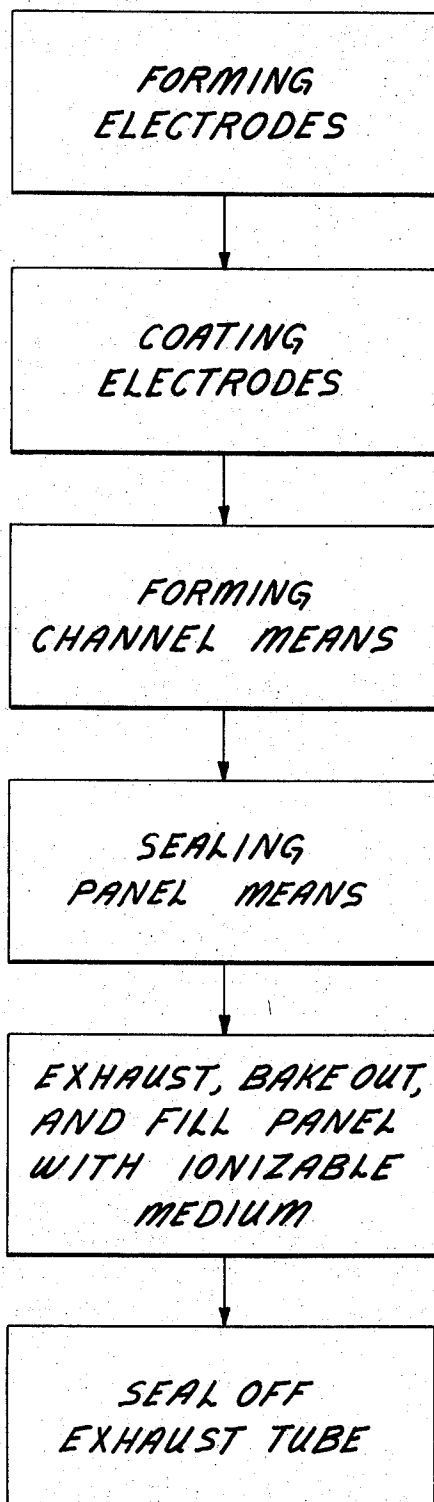 FORMING
ELECTRODES
COATING
ELECTRODES
FORMING
CHANNEL MEANS
SEALING
PANEL MEANS
EXHAUST, BAKE OUT,
AND FILL PANEL
WITH IONIZABLE
MEDIUM
SEAL OFF
EXHAUST TUBE